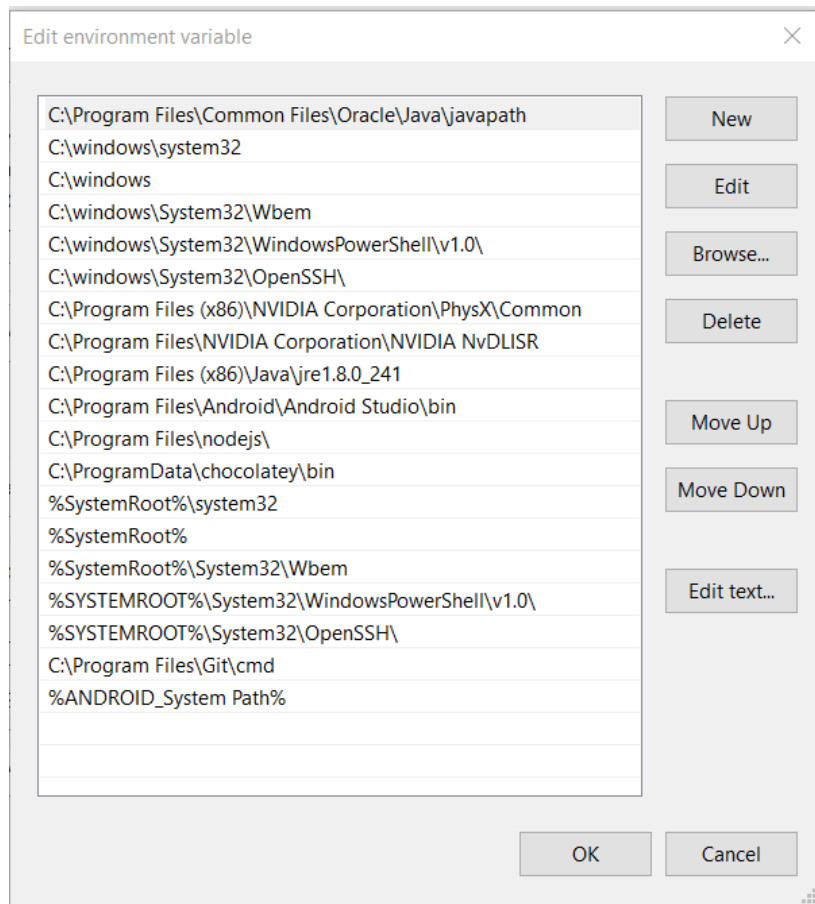 Edit environment variable
C:\Program Files\Common Files\Oracle\Java\javapath
C:\windows\system32
C:\windows
C:\windows\System32\Wbem
C:\windows\System32\WindowsPowerShell\v1.0\
C:\windows\System32\OpenSSH\
C:\Program Files (x86)\NVIDIA Corporation\PhysX\Common
C:\Program Files\NVIDIA Corporation\NVIDIA NvDLISR
C:\Program Files (x86)\Java\jre1.8.0_241
C:\Program Files\Android\Android Studio\bin
C:\Program Files\nodejs\
C:\ProgramData\chocolatey\bin
%SystemRoot%\system32
%SystemRoot%
%SystemRoot%\System32\Wbem
%SYSTEMROOT%\System32\WindowsPowerShell\v1.0\
%SYSTEMROOT%\System32\OpenSSH\
C:\Program Files\Git\cmd
%ANDROID_System Path%
New
Edit
Browse...
Delete
Move Up
Move Down
Edit text...
OK
Cancel